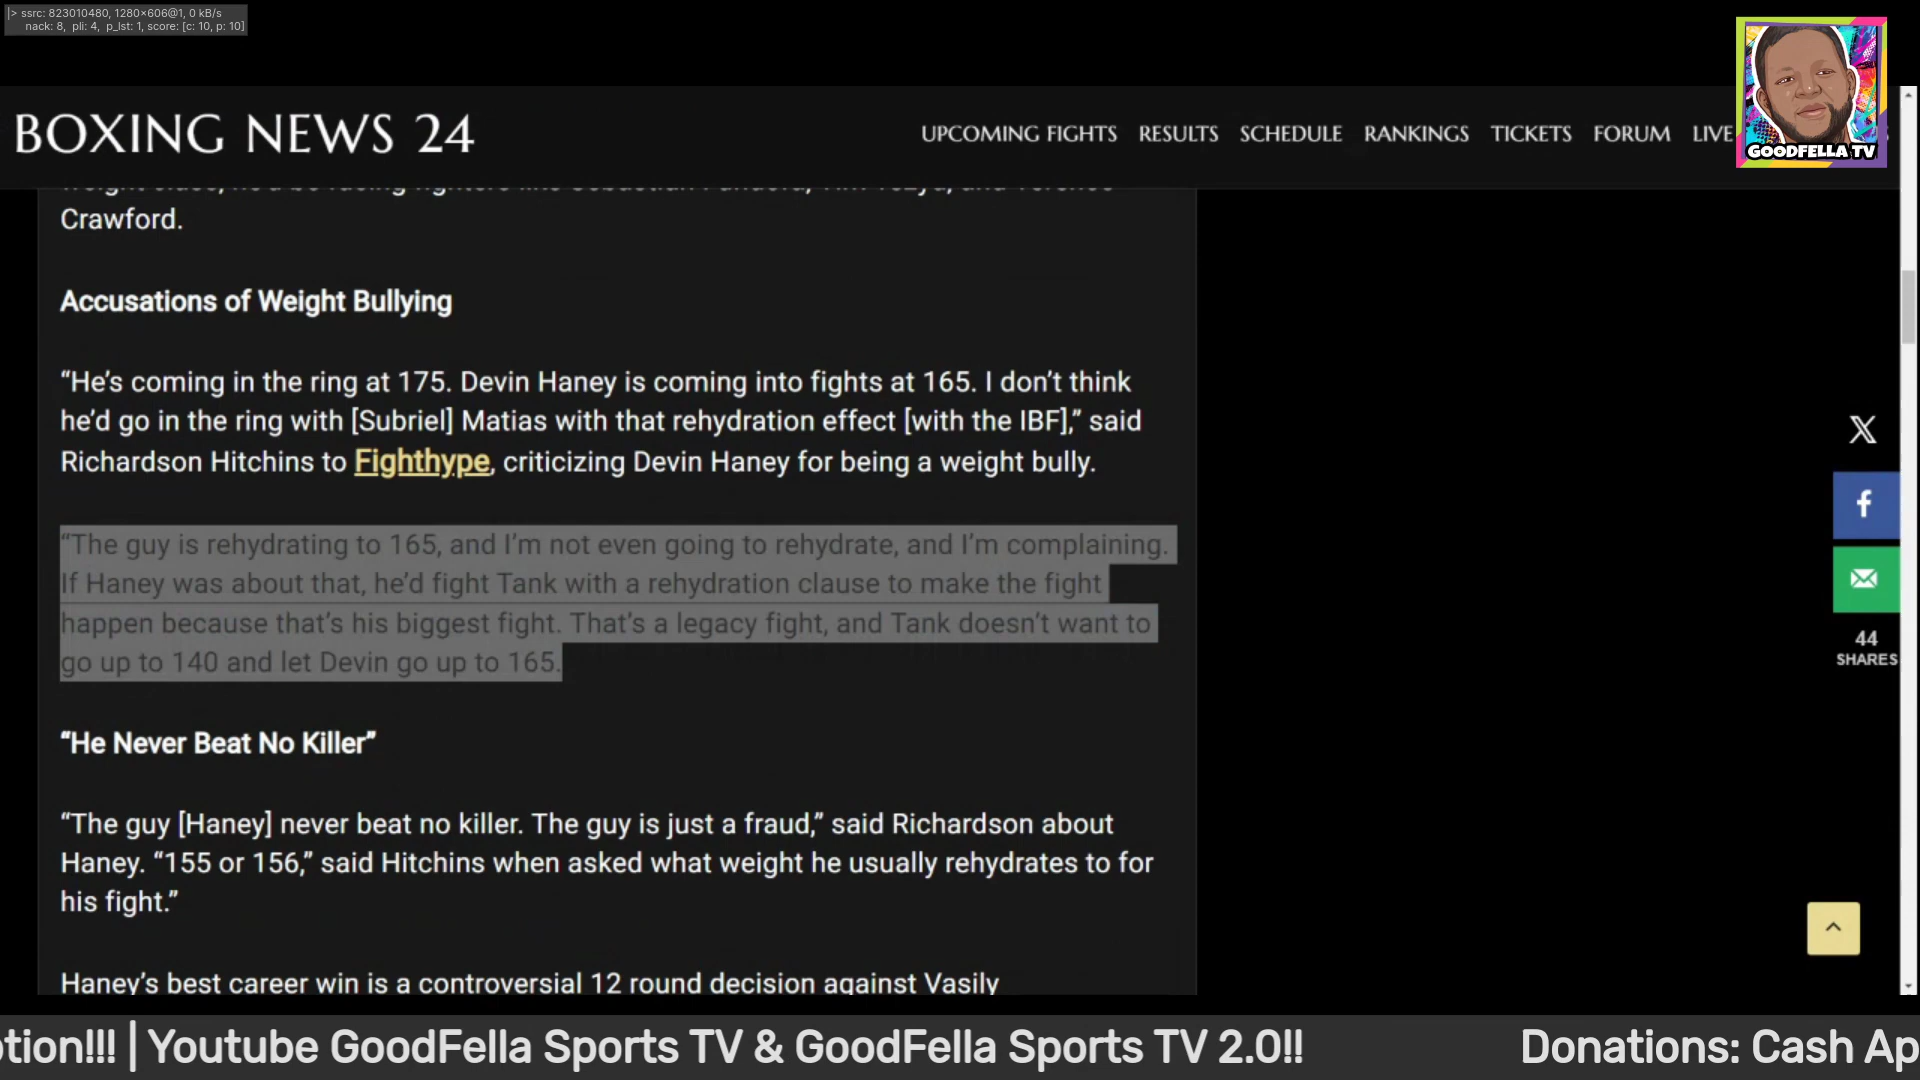 |> ssrc: 823010480, 1280×606@1, 0 kB/s
nack: 8, pli: 4, p_lst: 1, score: [c: 10, p: 10]
GOODFELLA TV
BOXING NEWS 24
UPCOMING FIGHTS RESULTS SCHEDULE RANKINGS TICKETS FORUM LIVE
Crawford.
Accusations of Weight Bullying
“He’s coming in the ring at 175. Devin Haney is coming into fights at 165. I don’t think
he’d go in the ring with [Subriel] Matias with that rehydration effect [with the IBF],” said
Richardson Hitchins to Fighthype, criticizing Devin Haney for being a weight bully.
“The guy is rehydrating to 165, and I’m not even going to rehydrate, and I’m complaining.
If Haney was about that, he’d fight Tank with a rehydration clause to make the fight
happen because that’s his biggest fight. That’s a legacy fight, and Tank doesn’t want to
go up to 140 and let Devin go up to 165.
44
SHARES
“He Never Beat No Killer”
“The guy [Haney] never beat no killer. The guy is just a fraud,” said Richardson about
Haney. “155 or 156,” said Hitchins when asked what weight he usually rehydrates to for
his fight.”
Haney’s best career win is a controversial 12 round decision against Vasily
tion!!! | Youtube GoodFella Sports TV & GoodFella Sports TV 2.0!! Donations: Cash Ap